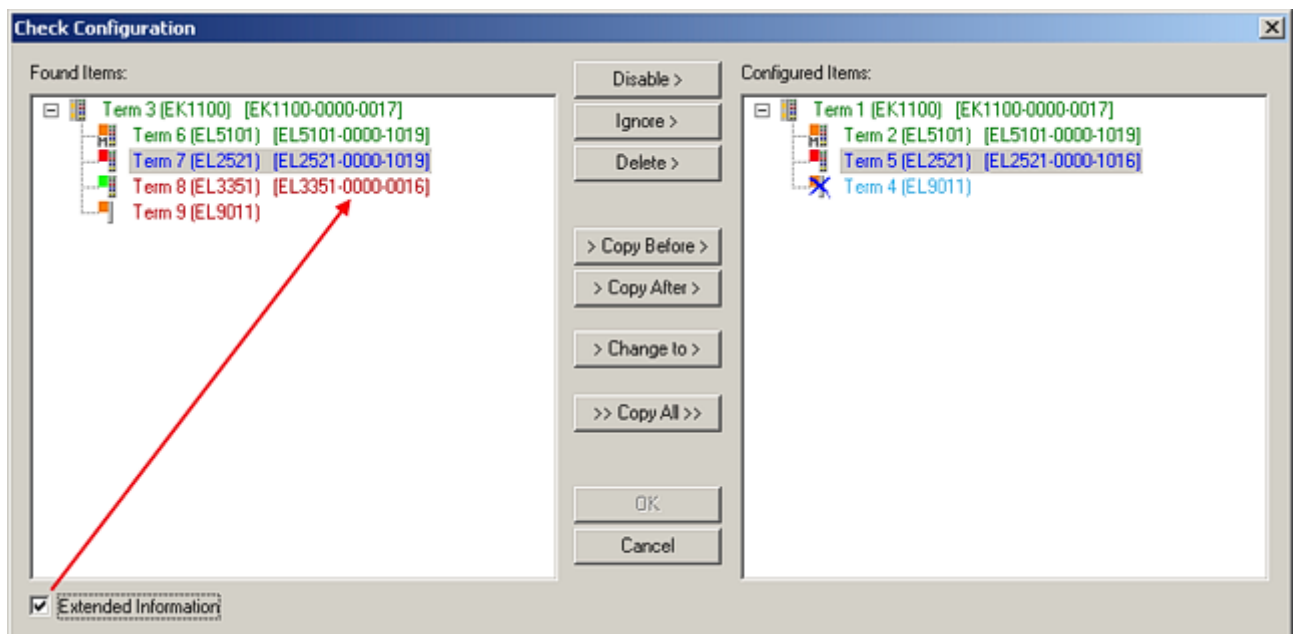 Check Configuration
Found Items:
Term 3 (EK1100) [EK1100-0000-0017]
Term 6 (EL5101) [EL5101-0000-1019]
Term 7 (EL2521) [EL2521-0000-1019]
Term 8 (EL3351) [EL3351-0000-0016]
Term 9 (EL9011)
Disable >
Ignore >
Delete >
> Copy Before >
> Copy After >
> Change to >
>> Copy All >>
OK
Cancel
Configured Items:
Term 1 (EK1100) [EK1100-0000-0017]
Term 2 (EL5101) [EL5101-0000-1019]
Term 5 (EL2521) [EL2521-0000-1016]
Term 4 (EL9011)
Extended Information